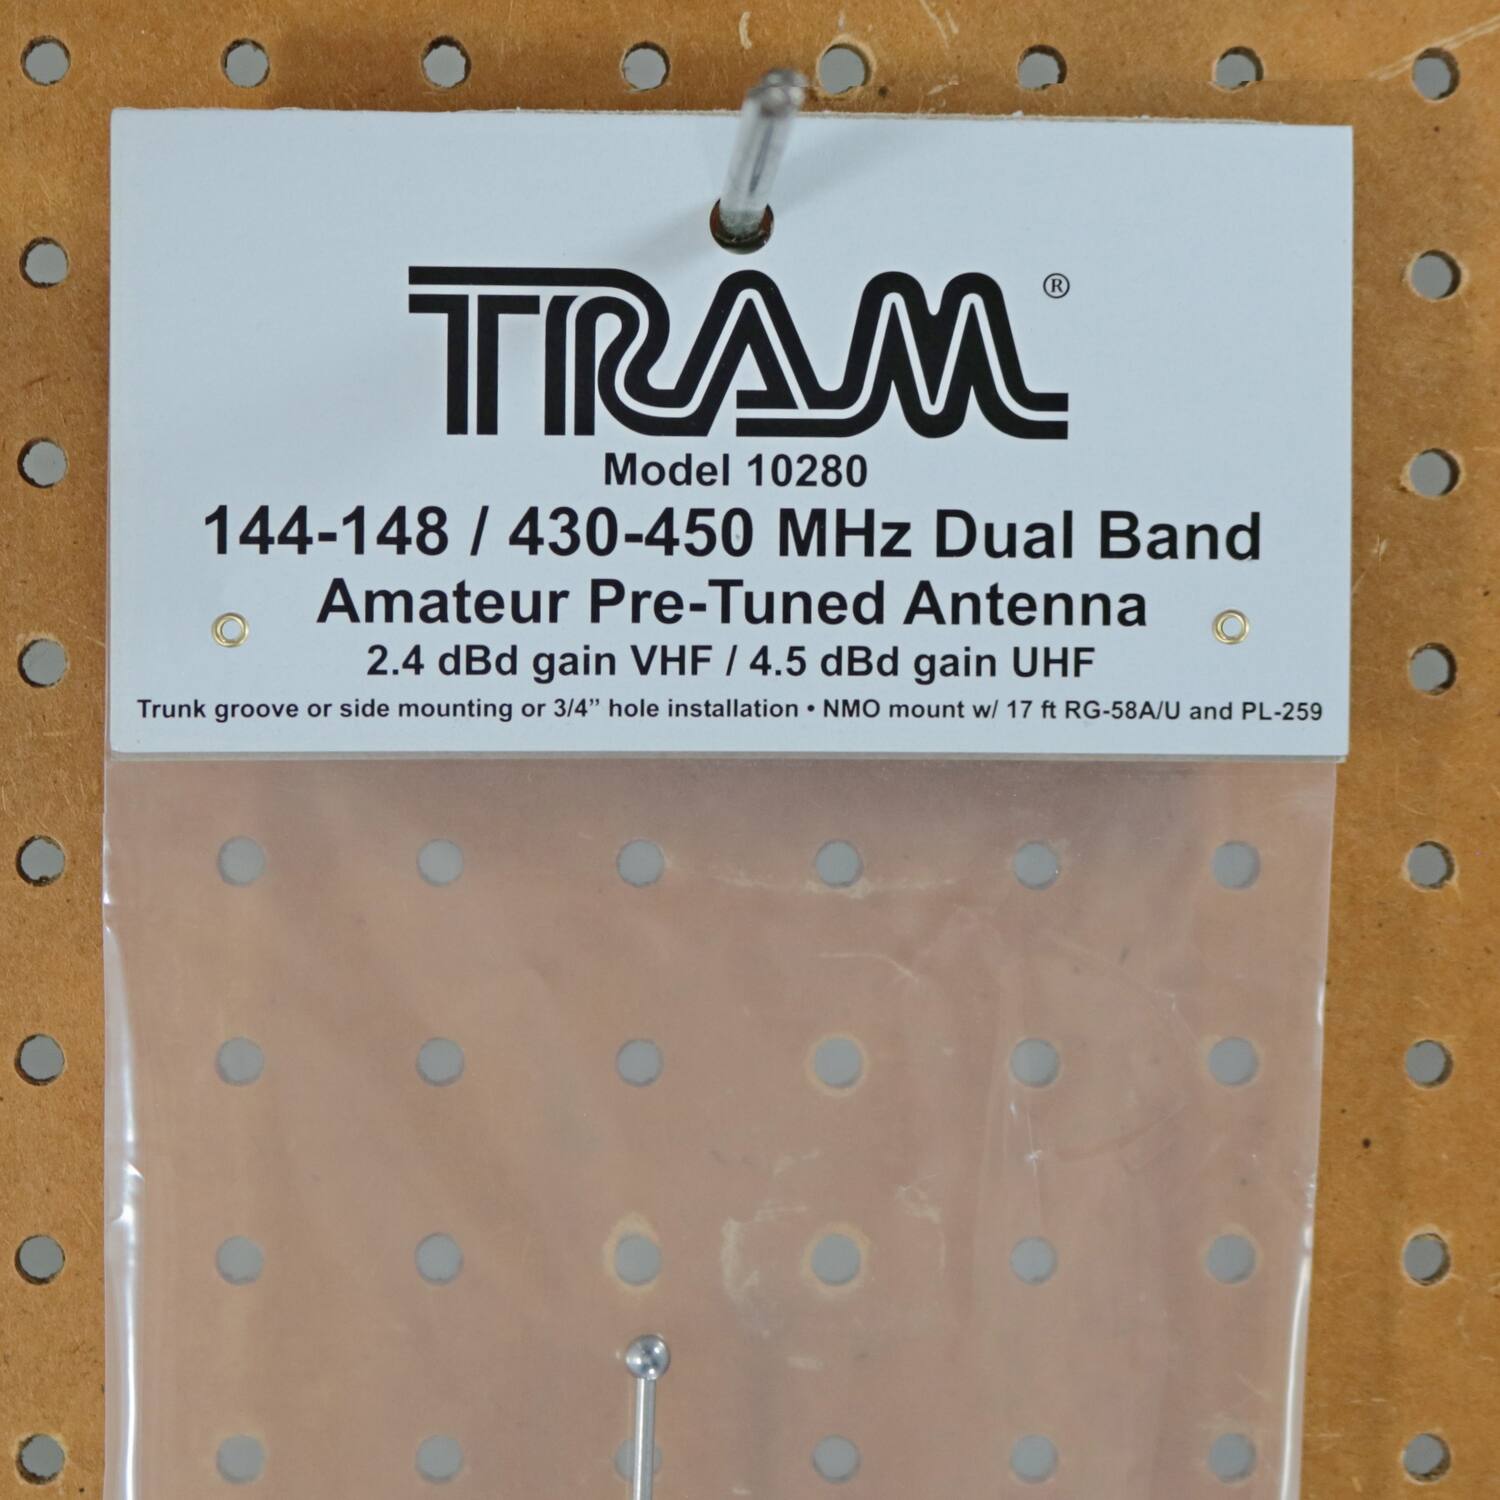 TRAM ®
Model 10280
144-148 / 430-450 MHz Dual Band
Amateur Pre-Tuned Antenna
2.4 dBd gain VHF / 4.5 dBd gain UHF
Trunk groove or side mounting or 3/4” hole installation • NMO mount w/ 17 ft RG-58A/U and PL-259